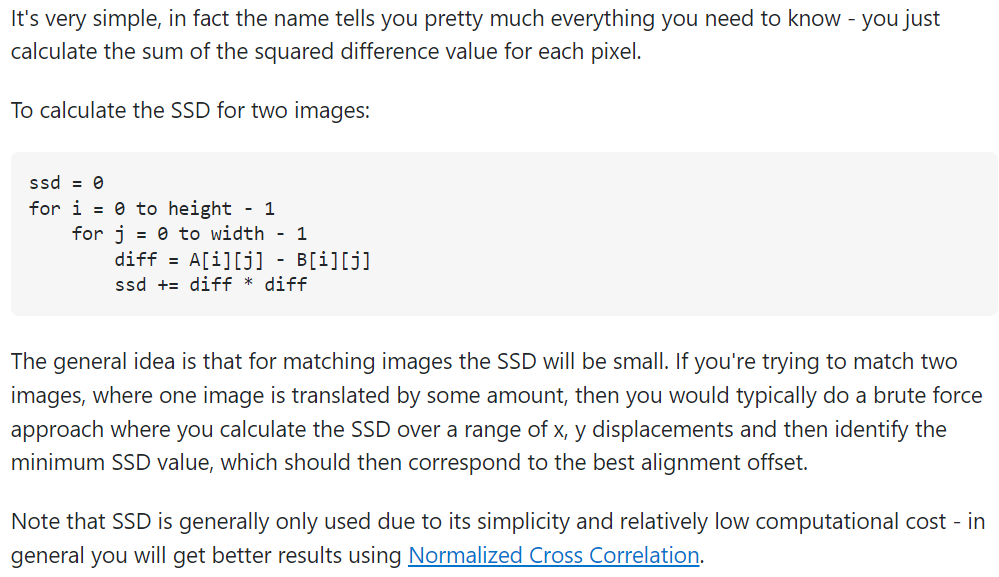 It's very simple, in fact the name tells you pretty much everything you need to know - you just
calculate the sum of the squared difference value for each pixel.
To calculate the SSD for two images:
ssd = 0
for i = 0 to height - 1
    for j = 0 to width - 1
        diff = A[i][j] - B[i][j]
        ssd += diff * diff
The general idea is that for matching images the SSD will be small. If you're trying to match two
images, where one image is translated by some amount, then you would typically do a brute force
approach where you calculate the SSD over a range of x, y displacements and then identify the
minimum SSD value, which should then correspond to the best alignment offset.
Note that SSD is generally only used due to its simplicity and relatively low computational cost - in
general you will get better results using Normalized Cross Correlation.